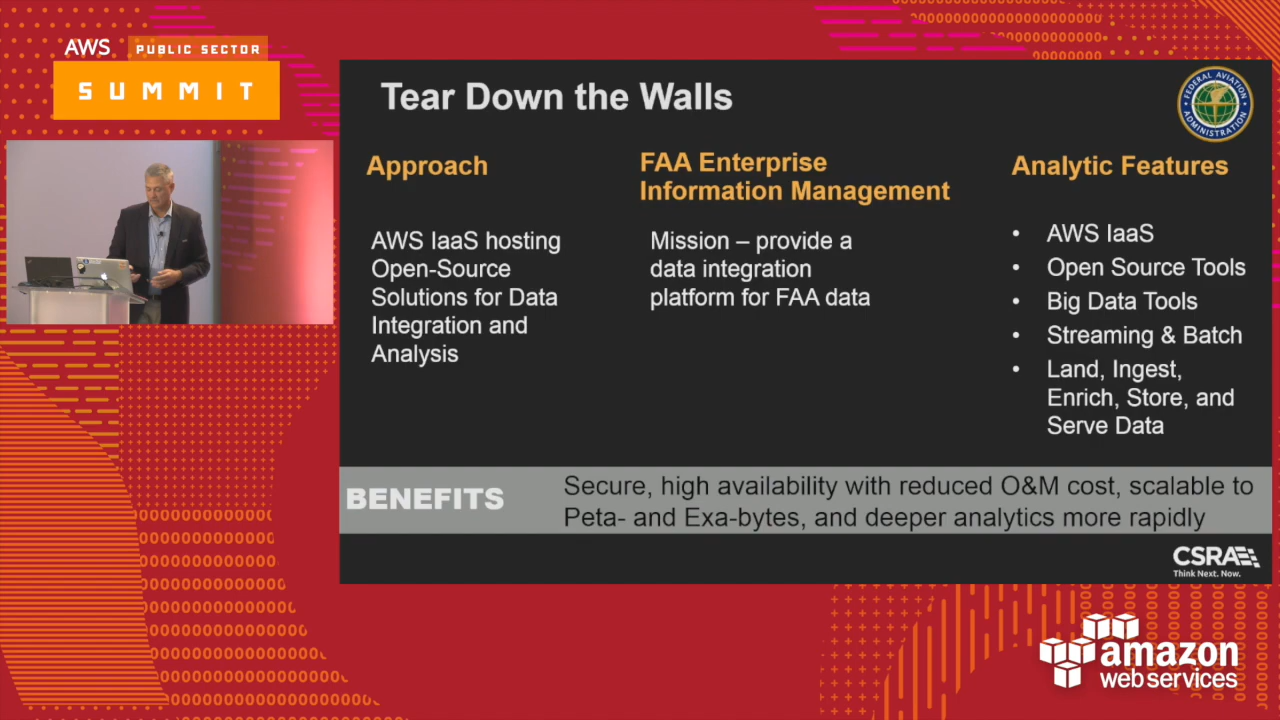 AWS PUBLIC SECTOR
SUMMIT
Tear Down the Walls
FEDERAL AVIATION
ADMINISTRATION
Approach
AWS IaaS hosting
Open-Source
Solutions for Data
Integration and
Analysis
FAA Enterprise
Information Management
Mission – provide a
data integration
platform for FAA data
Analytic Features
• AWS IaaS
• Open Source Tools
• Big Data Tools
• Streaming & Batch
• Land, Ingest,
Enrich, Store, and
Serve Data
BENEFITS
Secure, high availability with reduced O&M cost, scalable to
Peta- and Exa-bytes, and deeper analytics more rapidly
CSRA
Think Next. Now.
amazon
web services